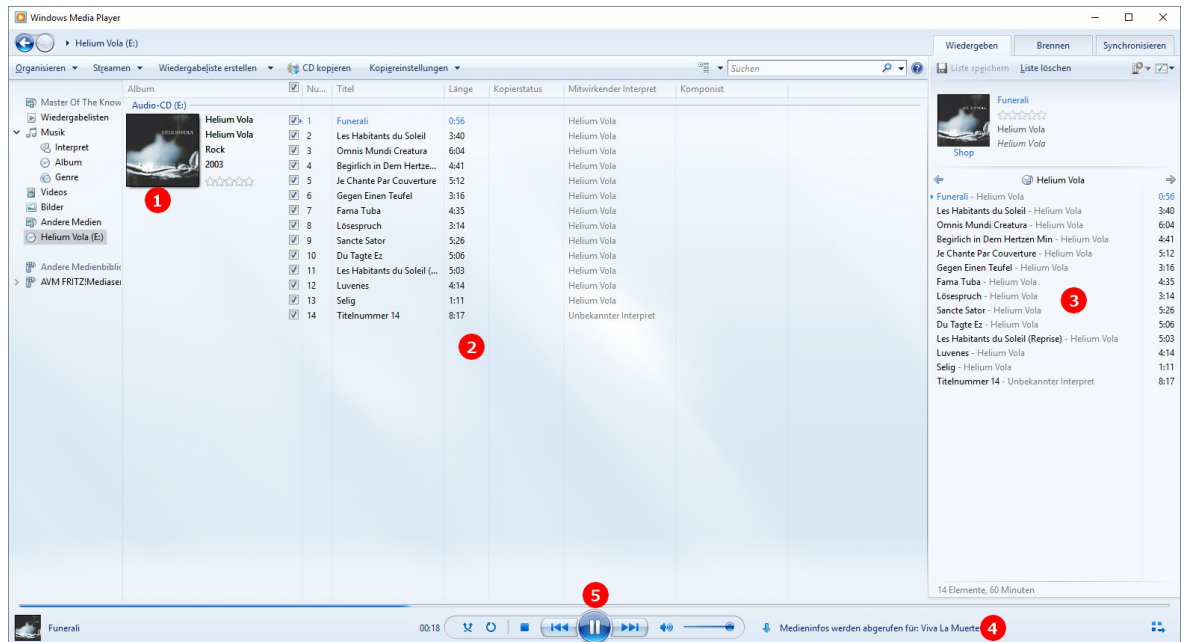 Windows Media Player
Helium Vola (E:)
Wiedergeben Brennen Synchronisieren
Organisieren Streamen Wiedergabeliste erstellen CD kopieren Kopiereinstellungen Suchen
Liste speichern Liste löschen
Master Of The Know
Wiedergabelisten
Musik
Interpret
Album
Genre
Videos
Bilder
Andere Medien
Helium Vola (E:)
Andere Medienbiblic
AVM FRITZ!Mediaser
Album Nu... Titel Länge Kopierstatus Mitwirkender Interpret Komponist
Audio-CD (E:)
Helium Vola
Helium Vola
Rock
2003
1
1 Funerali 0:56 Helium Vola
2 Les Habitants du Soleil 3:40 Helium Vola
3 Omnis Mundi Creatura 6:04 Helium Vola
4 Begirlich in Dem Hertze... 4:41 Helium Vola
5 Je Chante Par Couverture 5:12 Helium Vola
6 Gegen Einen Teufel 3:16 Helium Vola
7 Fama Tuba 4:35 Helium Vola
8 Lösespruch 3:14 Helium Vola
9 Sancte Sator 5:26 Helium Vola
10 Du Tagte Ez 5:06 Helium Vola
11 Les Habitants du Soleil (... 5:03 Helium Vola
12 Luvenes 4:14 Helium Vola
13 Selig 1:11 Helium Vola
14 Titelnummer 14 8:17 Unbekannter Interpret
2
Funerali
Helium Vola
Helium Vola
Shop
Helium Vola
Funerali - Helium Vola 0:56
Les Habitants du Soleil - Helium Vola 3:40
Omnis Mundi Creatura - Helium Vola 6:04
Begirlich in Dem Hertzen Min - Helium Vola 4:41
Je Chante Par Couverture - Helium Vola 5:12
Gegen Einen Teufel - Helium Vola 3:16
Fama Tuba - Helium Vola 4:35
Lösespruch - Helium Vola 3:14
Sancte Sator - Helium Vola 5:26
Du Tagte Ez - Helium Vola 5:06
Les Habitants du Soleil (Reprise) - Helium Vola 5:03
Luvenes - Helium Vola 4:14
Selig - Helium Vola 1:11
Titelnummer 14 - Unbekannter Interpret 8:17
3
14 Elemente, 60 Minuten
5
Funerali 00:18 Medieninfos werden abgerufen für: Viva La Muerte 4